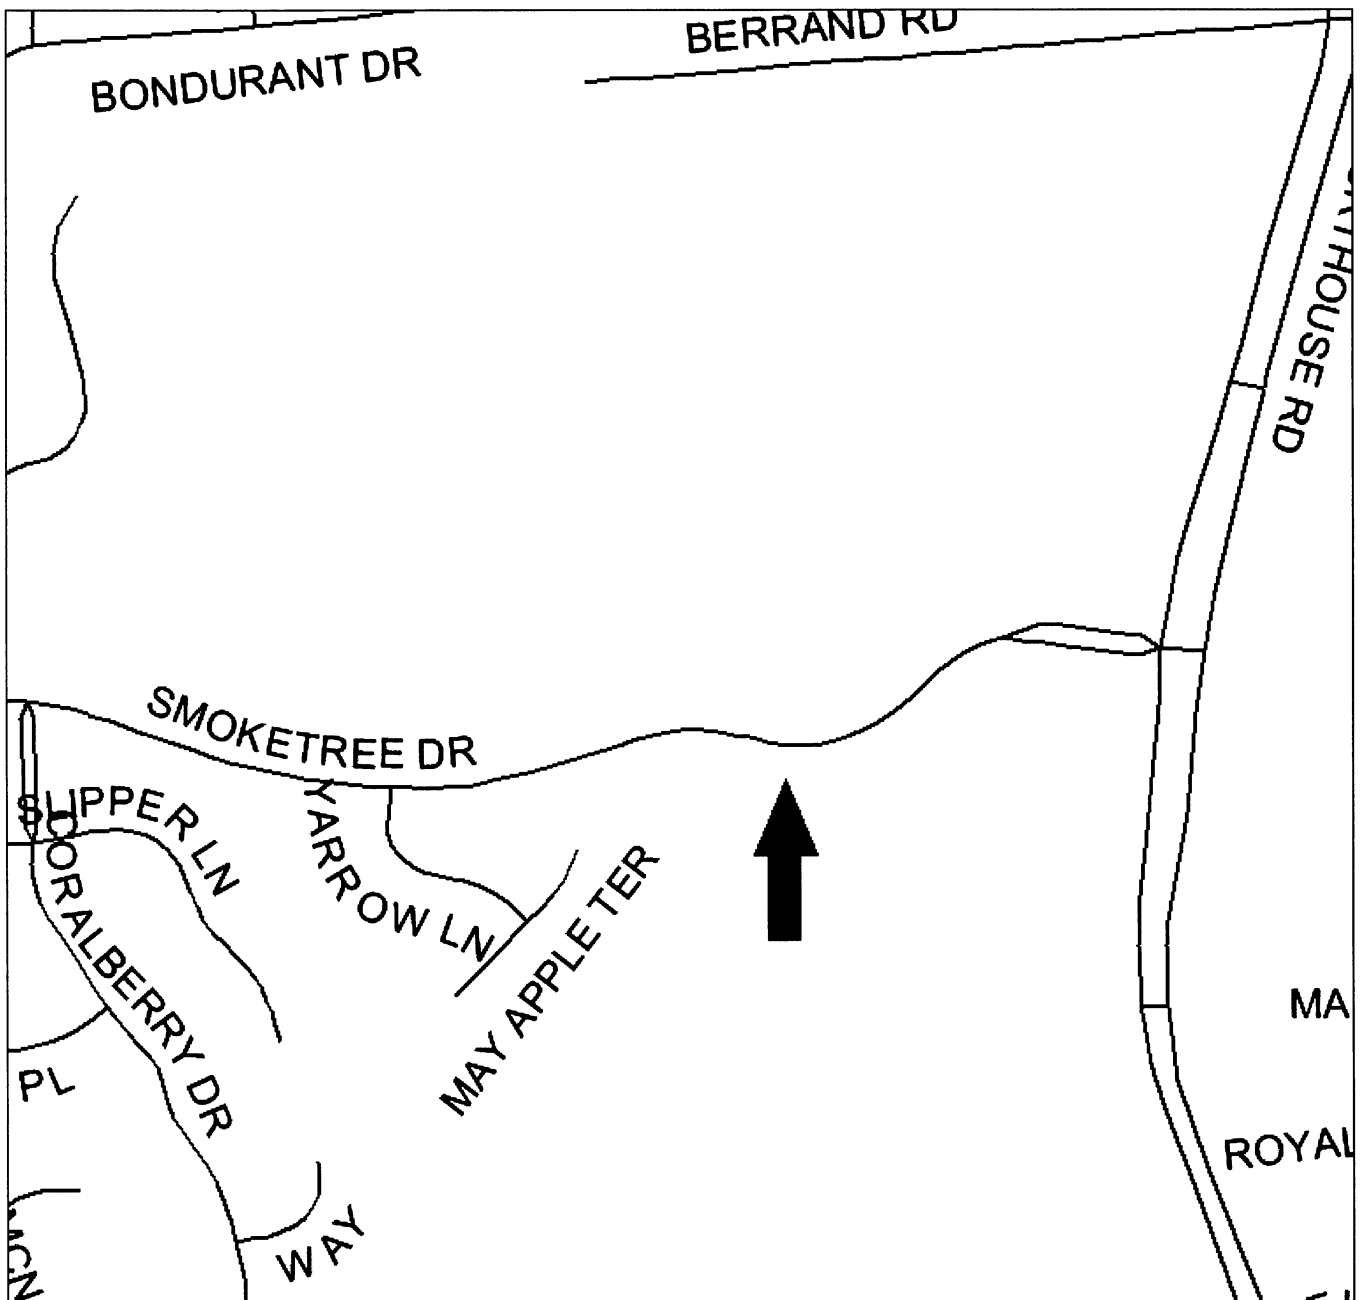 BERRAND RD
BONDURANT DR
HOUSE RD
SMOKETREE DR
SLIPPER LN
YARROW LN
CORALBERRY DR
MAY APPLE TER
MA
PL
ROYAL
WAY
MCN